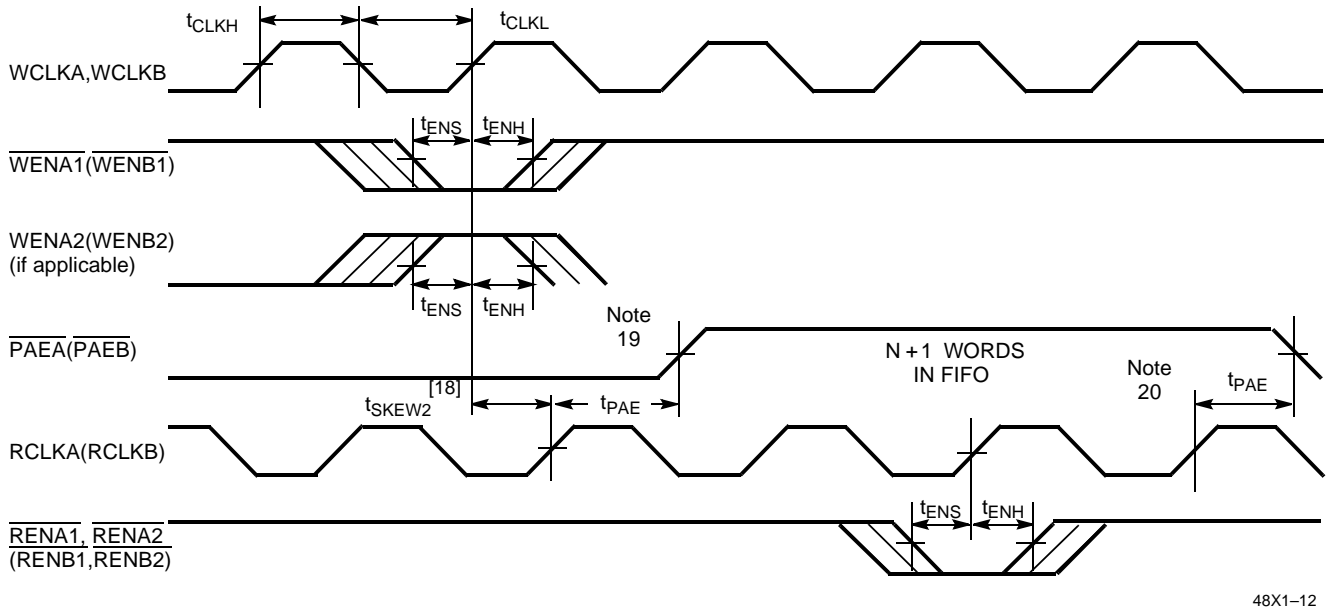 tCLKH
tCLKL
WCLKA,WCLKB
tENS tENH
WENA1(WENB1)
WENA2(WENB2)
(if applicable)
tENS tENH
Note
19
PAEA(PAEB)
N +1 WORDS
IN FIFO
Note
20
tPAE
[18]
tSKEW2
tPAE
RCLKA(RCLKB)
tENS tENH
RENA1, RENA2
(RENB1,RENB2)
48X1–12